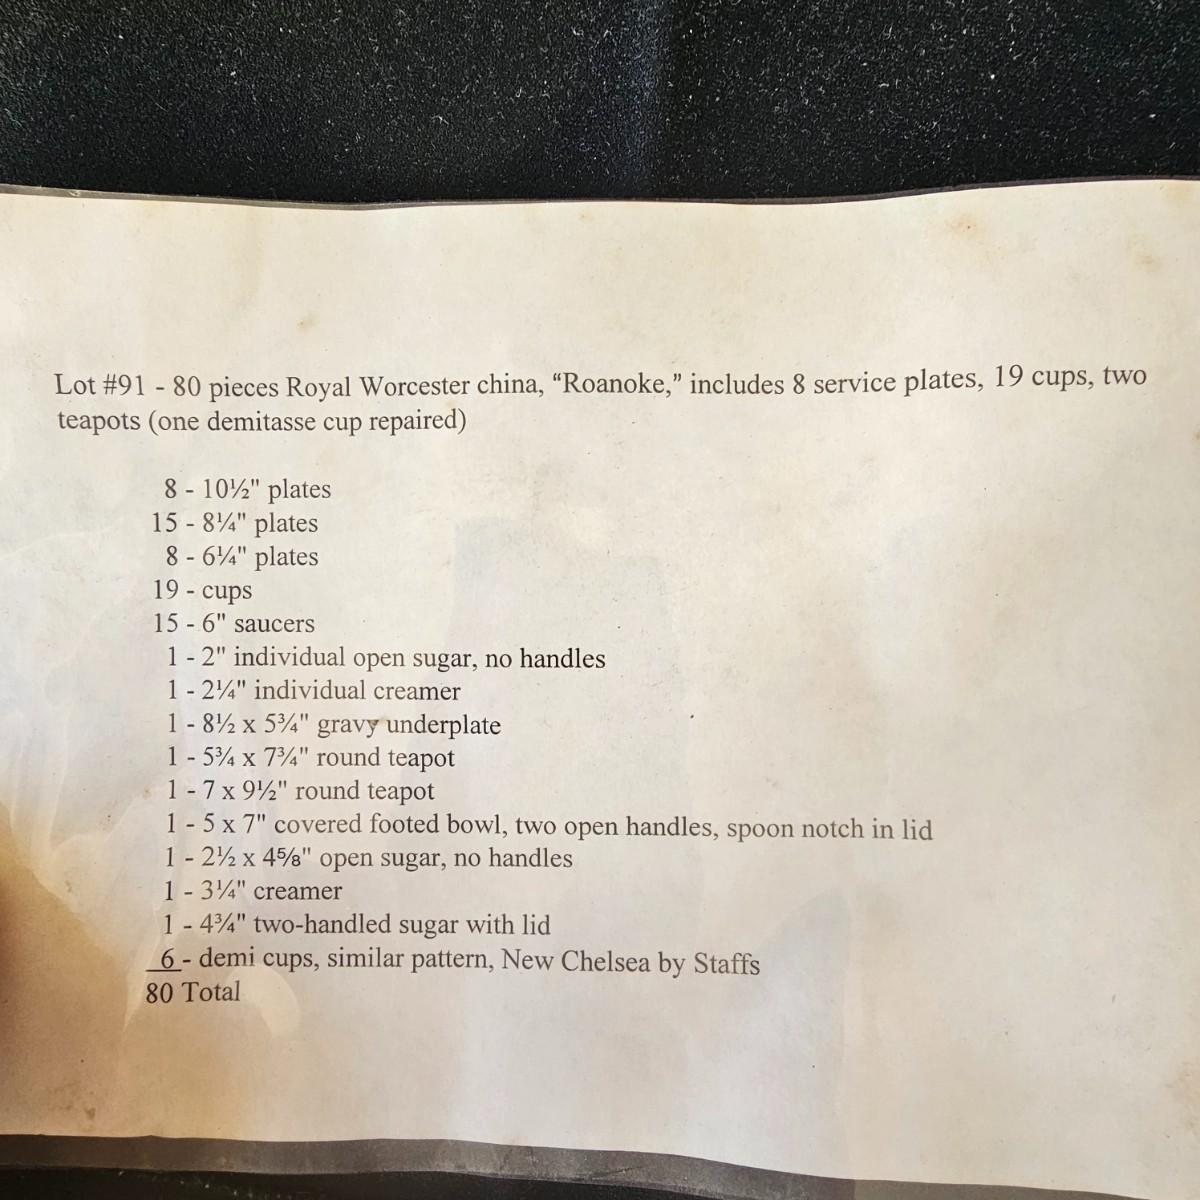 Lot #91 - 80 pieces Royal Worcester china, “Roanoke,” includes 8 service plates, 19 cups, two
teapots (one demitasse cup repaired)
8 - 10½" plates
15 - 8¼" plates
8 - 6¼" plates
19 - cups
15 - 6" saucers
1 - 2" individual open sugar, no handles
1 - 2¼" individual creamer
1 - 8½ x 5¾" gravy underplate
1 - 5¾ x 7¾" round teapot
1 - 7 x 9½" round teapot
1 - 5 x 7" covered footed bowl, two open handles, spoon notch in lid
1 - 2½ x 4⅝" open sugar, no handles
1 - 3¼" creamer
1 - 4¾" two-handled sugar with lid
6 - demi cups, similar pattern, New Chelsea by Staffs
80 Total